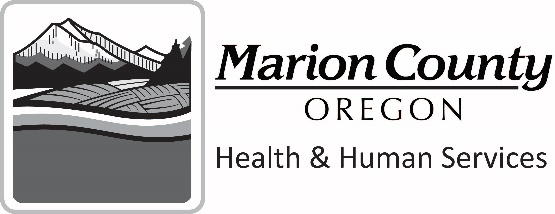 Marion County
OREGON
Health & Human Services